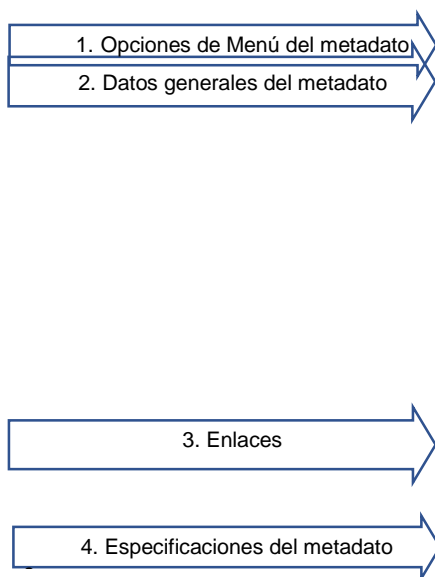 1. Opciones de Menú del metadato
2. Datos generales del metadato
3. Enlaces
4. Especificaciones del metadato